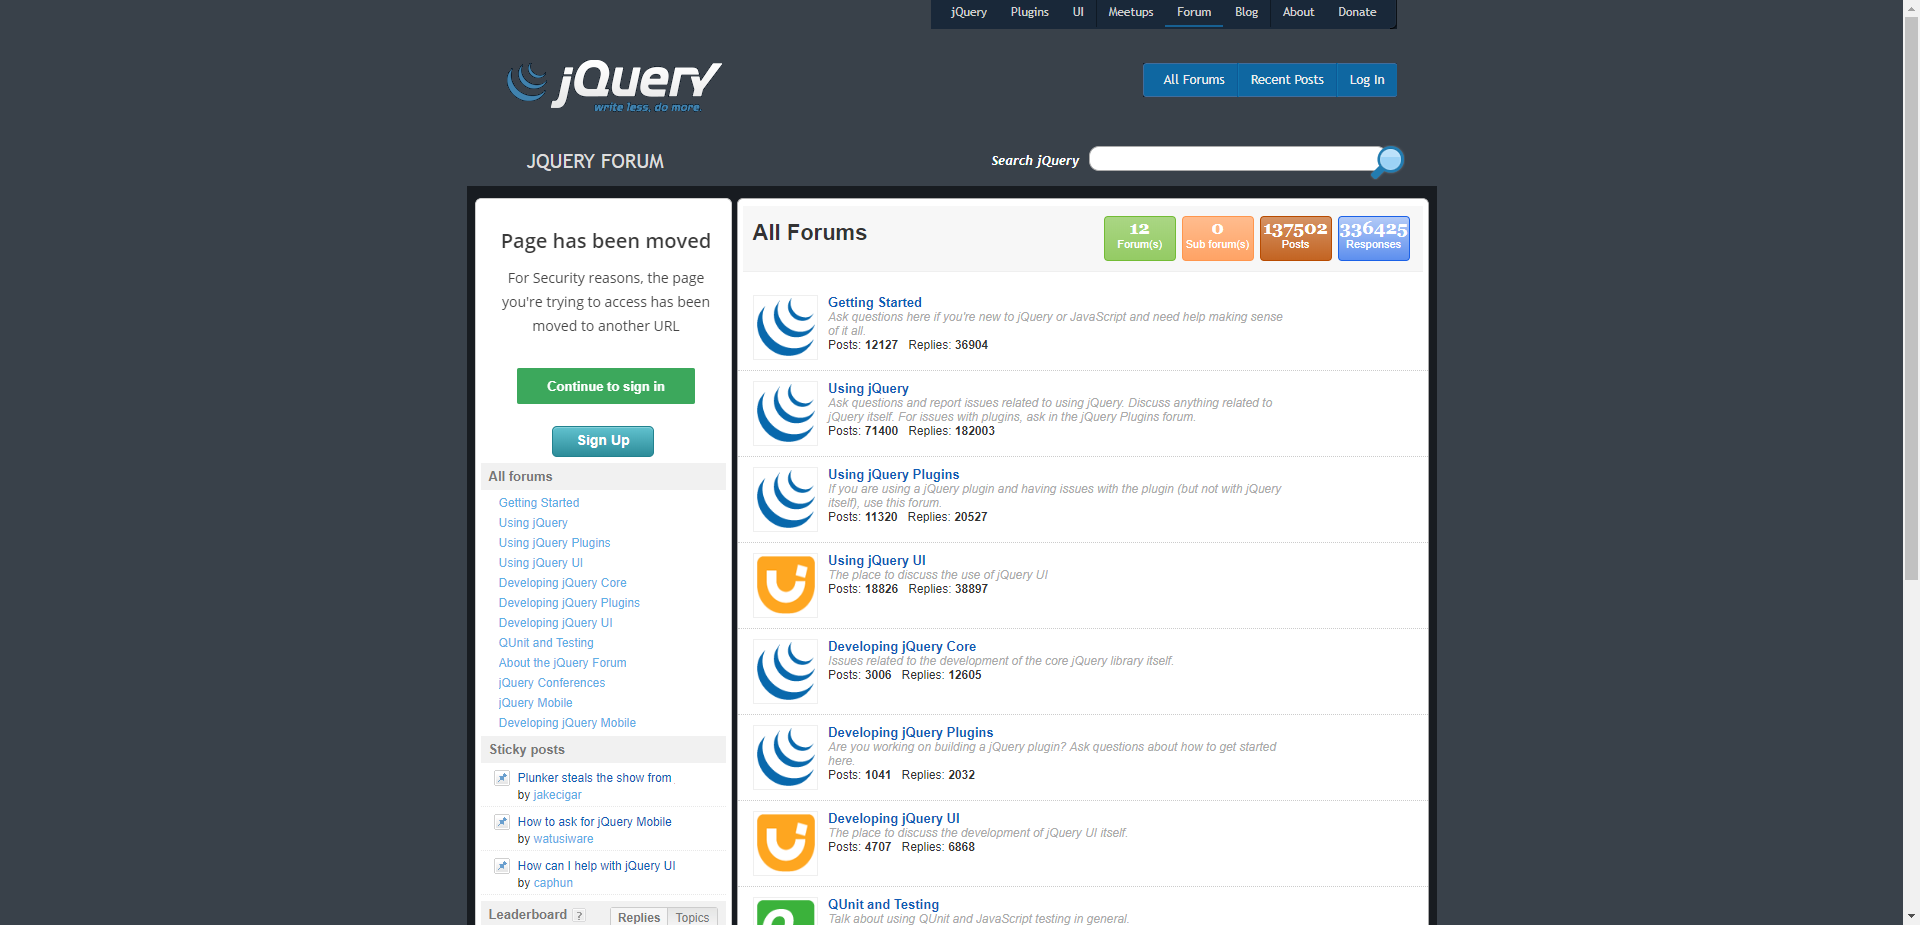 jQuery Plugins UI Meetups Forum Blog About Donate
jQuery
write less, do more.
All Forums Recent Posts Log In
JQUERY FORUM
Search jQuery
Page has been moved
For Security reasons, the page
you're trying to access has been
moved to another URL
Continue to sign in
Sign Up
All forums
Getting Started
Using jQuery
Using jQuery Plugins
Using jQuery UI
Developing jQuery Core
Developing jQuery Plugins
Developing jQuery UI
QUnit and Testing
About the jQuery Forum
jQuery Conferences
jQuery Mobile
Developing jQuery Mobile
Sticky posts
Plunker steals the show from
by jakecigar
How to ask for jQuery Mobile
by watusiware
How can I help with jQuery UI
by caphun
Leaderboard ? Replies Topics
All Forums
12
Forum(s)
0
Sub forum(s)
137502
Posts
336425
Responses
Getting Started
Ask questions here if you're new to jQuery or JavaScript and need help making sense
of it all.
Posts: 12127 Replies: 36904
Using jQuery
Ask questions and report issues related to using jQuery. Discuss anything related to
jQuery itself. For issues with plugins, ask in the jQuery Plugins forum.
Posts: 71400 Replies: 182003
Using jQuery Plugins
If you are using a jQuery plugin and having issues with the plugin (but not with jQuery
itself), use this forum.
Posts: 11320 Replies: 20527
Using jQuery UI
The place to discuss the use of jQuery UI
Posts: 18826 Replies: 38897
Developing jQuery Core
Issues related to the development of the core jQuery library itself.
Posts: 3006 Replies: 12605
Developing jQuery Plugins
Are you working on building a jQuery plugin? Ask questions about how to get started
here.
Posts: 1041 Replies: 2032
Developing jQuery UI
The place to discuss the development of jQuery UI itself.
Posts: 4707 Replies: 6868
QUnit and Testing
Talk about using QUnit and JavaScript testing in general.